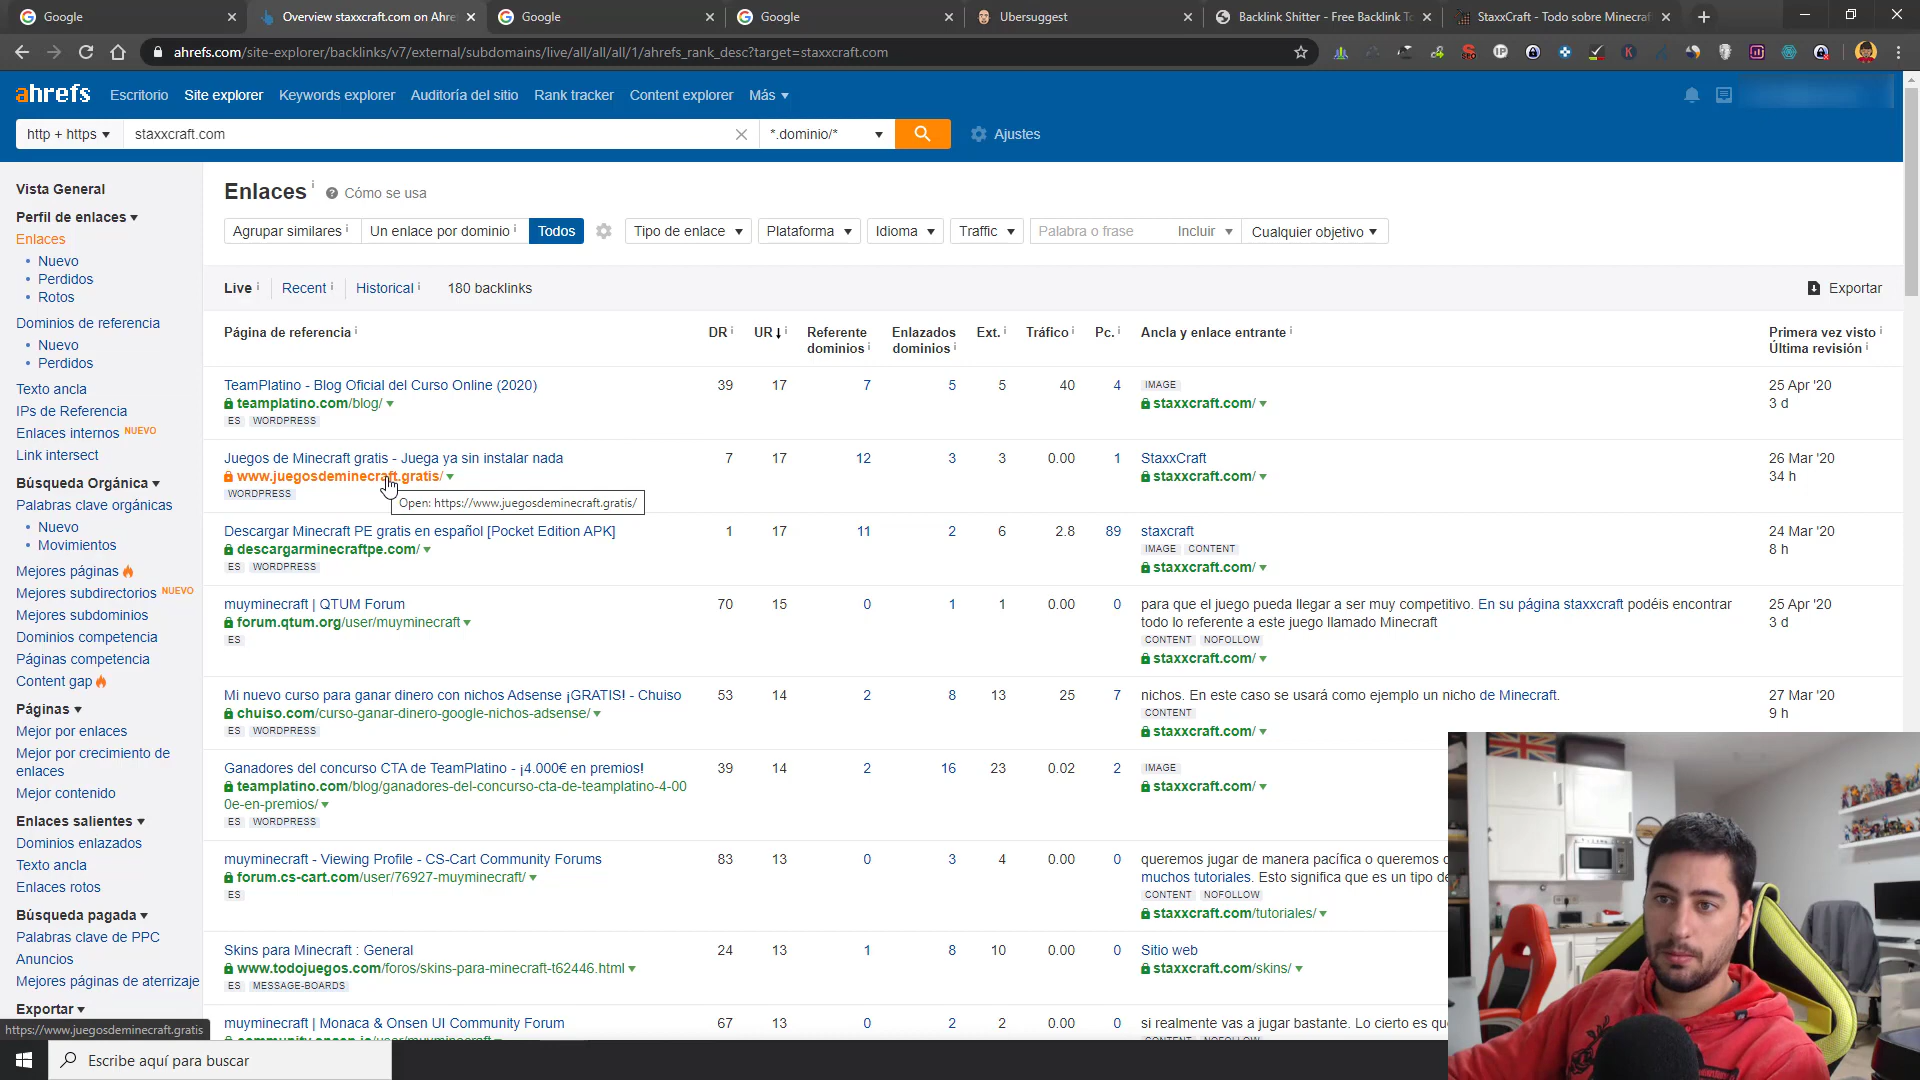 Google
Overview staxxcraft.com on Ahre
Google
Google
Ubersuggest
Backlink Shitter - Free Backlink To
StaxxCraft - Todo sobre Minecraf
ahrefs.com/site-explorer/backlinks/v7/external/subdomains/live/all/all/all/1/ahrefs_rank_desc?target=staxxcraft.com
ahrefs
Escritorio
Site explorer
Keywords explorer
Auditoría del sitio
Rank tracker
Content explorer
Más
http + https
staxxcraft.com
*.dominio/*
Ajustes
Vista General
Perfil de enlaces
Enlaces
Nuevo
Perdidos
Rotos
Dominios de referencia
Nuevo
Perdidos
Texto ancla
IPs de Referencia
Enlaces internos NUEVO
Link intersect
Búsqueda Orgánica
Palabras clave orgánicas
Nuevo
Movimientos
Mejores páginas
Mejores subdirectorios NUEVO
Mejores subdominios
Dominios competencia
Páginas competencia
Content gap
Páginas
Mejor por enlaces
Mejor por crecimiento de
enlaces
Mejor contenido
Enlaces salientes
Dominios enlazados
Texto ancla
Enlaces rotos
Búsqueda pagada
Palabras clave de PPC
Anuncios
Mejores páginas de aterrizaje
Exportar
Enlaces
Cómo se usa
Agrupar similares
Un enlace por dominio
Todos
Tipo de enlace
Plataforma
Idioma
Traffic
Palabra o frase
Incluir
Cualquier objetivo
Live
Recent
Historical
180 backlinks
Exportar
Página de referencia
DR
UR
Referente
dominios
Enlazados
dominios
Ext.
Tráfico
Pc.
Ancla y enlace entrante
Primera vez visto
Última revisión
TeamPlatino - Blog Oficial del Curso Online (2020)
39 17 7 5 5 40 4
IMAGE
25 Apr '20
teamplatino.com/blog/
staxxcraft.com/
3 d
ES WORDPRESS
Juegos de Minecraft gratis - Juega ya sin instalar nada
7 17 12 3 3 0.00 1
StaxxCraft
26 Mar '20
www.juegosdeminecraft.gratis/
staxxcraft.com/
34 h
WORDPRESS
Open: https://www.juegosdeminecraft.gratis/
Descargar Minecraft PE gratis en español [Pocket Edition APK]
1 17 11 2 6 2.8 89
staxcraft
24 Mar '20
descargarminecraftpe.com/
IMAGE CONTENT
8 h
ES WORDPRESS
staxxcraft.com/
muyminecraft | QTUM Forum
70 15 0 1 1 0.00 0
para que el juego pueda llegar a ser muy competitivo. En su página staxxcraft podéis encontrar
25 Apr '20
forum.qtum.org/user/muyminecraft
todo lo referente a este juego llamado Minecraft
3 d
ES
CONTENT NOFOLLOW
staxxcraft.com/
Mi nuevo curso para ganar dinero con nichos Adsense ¡GRATIS! - Chuiso
53 14 2 8 13 25 7
nichos. En este caso se usará como ejemplo un nicho de Minecraft.
27 Mar '20
chuiso.com/curso-ganar-dinero-google-nichos-adsense/
CONTENT
9 h
ES WORDPRESS
staxxcraft.com/
Ganadores del concurso CTA de TeamPlatino - ¡4.000€ en premios!
39 14 2 16 23 0.02 2
IMAGE
teamplatino.com/blog/ganadores-del-concurso-cta-de-teamplatino-4-00
0e-en-premios/
staxxcraft.com/
ES WORDPRESS
muyminecraft - Viewing Profile - CS-Cart Community Forums
83 13 0 3 4 0.00 0
queremos jugar de manera pacífica o queremos
forum.cs-cart.com/user/76927-muyminecraft/
muchos tutoriales. Esto significa que es un tipo de
ES
CONTENT NOFOLLOW
staxxcraft.com/tutoriales/
Skins para Minecraft : General
24 13 1 8 10 0.00 0
Sitio web
www.todojuegos.com/foros/skins-para-minecraft-t62446.html
staxxcraft.com/skins/
ES MESSAGE-BOARDS
muyminecraft | Monaca & Onsen UI Community Forum
67 13 0 2 2 0.00 0
si realmente vas a jugar bastante. Lo cierto es que
https://www.juegosdeminecraft.gratis
Escribe aquí para buscar